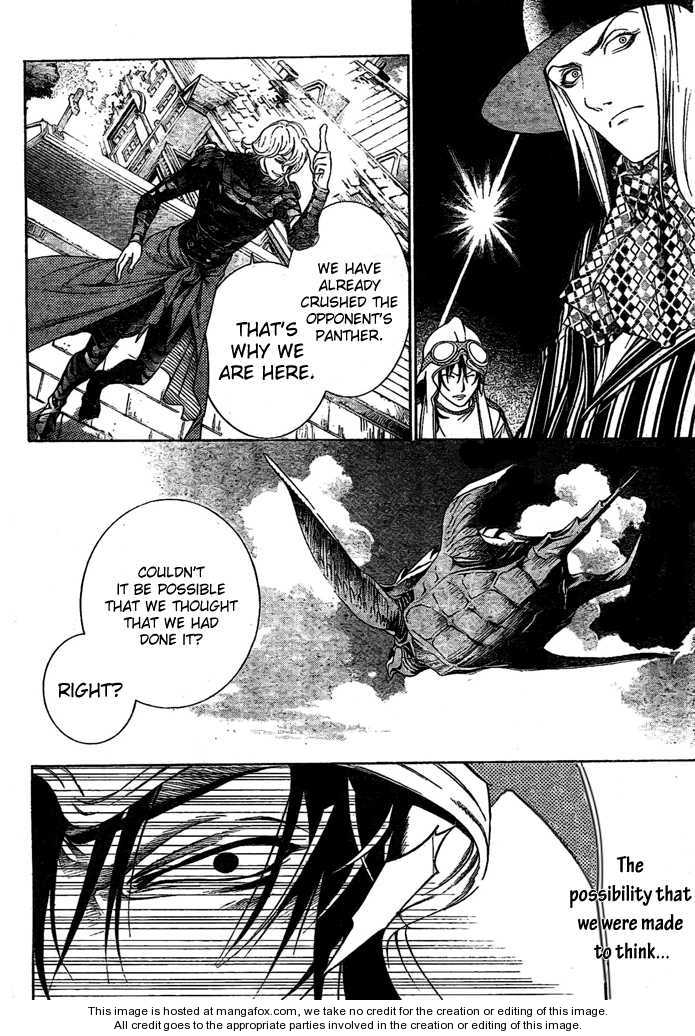 WE HAVE
ALREADY
CRUSHED THE
OPPONENT'S
PANTHER.
THAT'S
WHY WE
ARE HERE.
COULDN'T
IT BE POSSIBLE
THAT WE THOUGHT
THAT WE HAD
DONE IT?
RIGHT?
The
possibility that
we were made
to think...
This image is hosted at mangafox.com, we take no credit for the creation or editing of this image.
All credit goes to the appropriate parties involved in the creation or editing of this image.